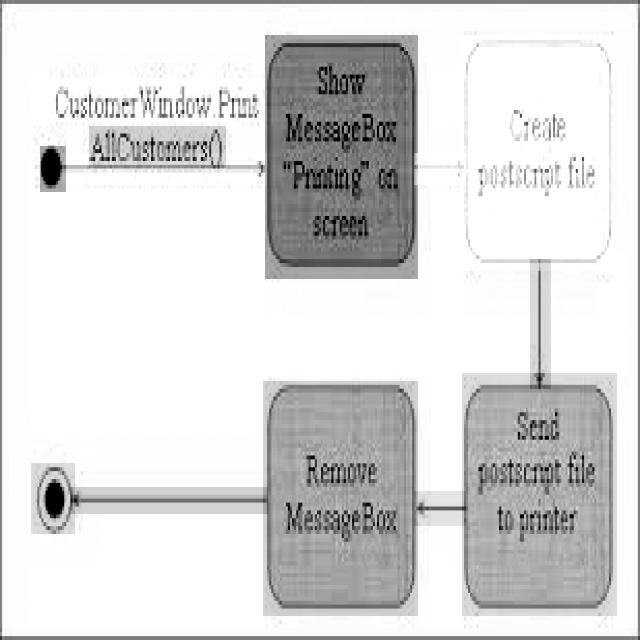 CustomerWindow.Print
AllCustomers()
Show
MessageBox
"Printing" on
screen
Create
postscript file
Send
postscript file
to printer
Remove
MessageBox